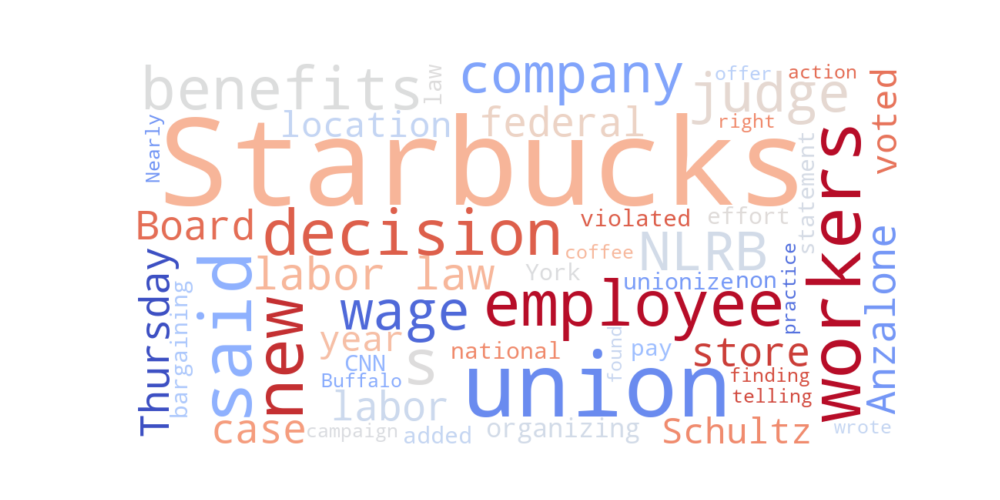 company
offer
action
benefits
law
judge
voted
Nearly
location
federal
right
Starbucks
workers
statement
Board
decision
violated
effort
NLRB
coffee
Anzalone
Thursday
said
labor law
York
unionize
non
practice
bargaining
new
wage
employee
year
s
national
found
pay
store
CNN
Buffalo
union
finding
telling
labor
case
campaign
added
organizing
Schultz
wrote